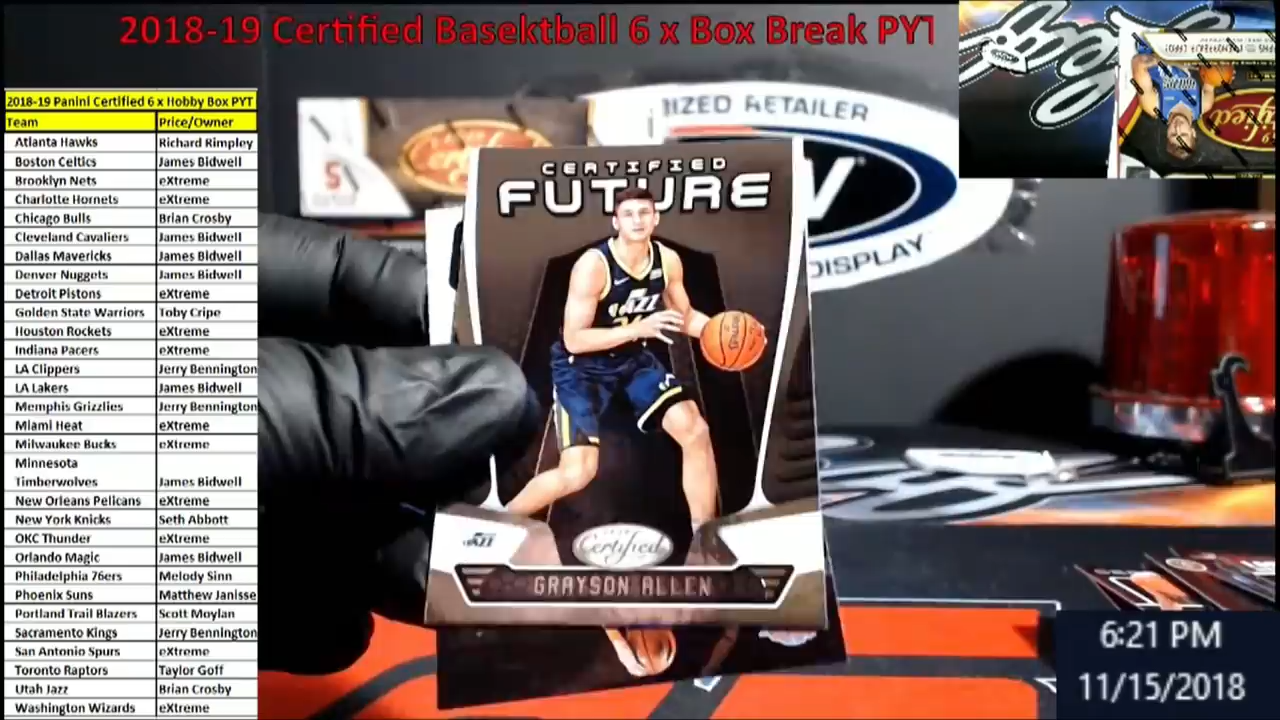 2018-19 Certified Basektball 6 x Box Break PYT
2018-19 Panini Certified 6 x Hobby Box PYT
Team Price/Owner
Atlanta Hawks Richard Rimpley
Boston Celtics James Bidwell
Brooklyn Nets eXtreme
Charlotte Hornets eXtreme
Chicago Bulls Brian Crosby
Cleveland Cavaliers James Bidwell
Dallas Mavericks James Bidwell
Denver Nuggets James Bidwell
Detroit Pistons eXtreme
Golden State Warriors Toby Cripe
Houston Rockets eXtreme
Indiana Pacers eXtreme
LA Clippers Jerry Bennington
LA Lakers James Bidwell
Memphis Grizzlies Jerry Bennington
Miami Heat eXtreme
Milwaukee Bucks eXtreme
Minnesota
Timberwolves James Bidwell
New Orleans Pelicans eXtreme
New York Knicks Seth Abbott
OKC Thunder eXtreme
Orlando Magic James Bidwell
Philadelphia 76ers Melody Sinn
Phoenix Suns Matthew Janisse
Portland Trail Blazers Scott Moylan
Sacramento Kings Jerry Bennington
San Antonio Spurs eXtreme
Toronto Raptors Taylor Goff
Utah Jazz Brian Crosby
Washington Wizards eXtreme
IZED RETAILER
W
DISPLAY
5
CERTIFIED
FUTURE
JAZZ
JAZZ
Certified
GRAYSON ALLEN
6:21 PM
11/15/2018